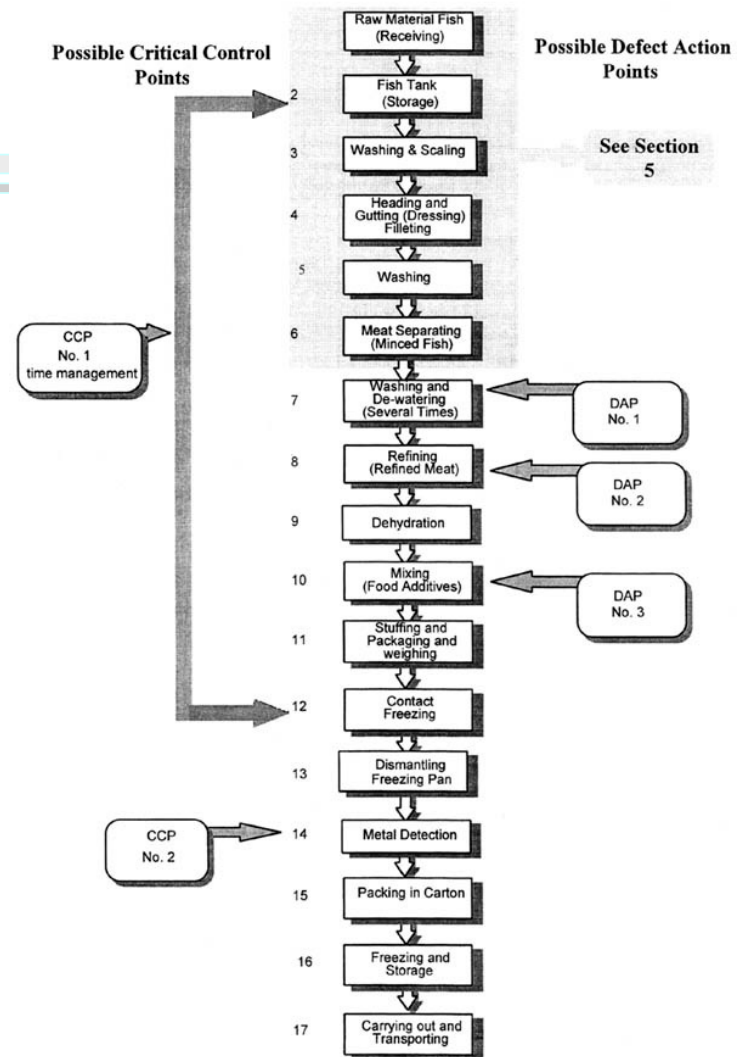 Possible Critical Control
Points
Possible Defect Action
Points
Raw Material Fish
(Receiving)
2
Fish Tank
(Storage)
3
Washing & Scaling
See Section
5
4
Heading and
Gutting (Dressing)
Filleting
5
Washing
6
Meat Separating
(Minced Fish)
CCP
No. 1
time management
7
Washing and
De-watering
(Several Times)
DAP
No. 1
8
Refining
(Refined Meat)
DAP
No. 2
9
Dehydration
10
Mixing
(Food Additives)
DAP
No. 3
11
Stuffing and
Packaging and
weighing
12
Contact
Freezing
13
Dismantling
Freezing Pan
CCP
No. 2
14
Metal Detection
15
Packing in Carton
16
Freezing and
Storage
17
Carrying out and
Transporting